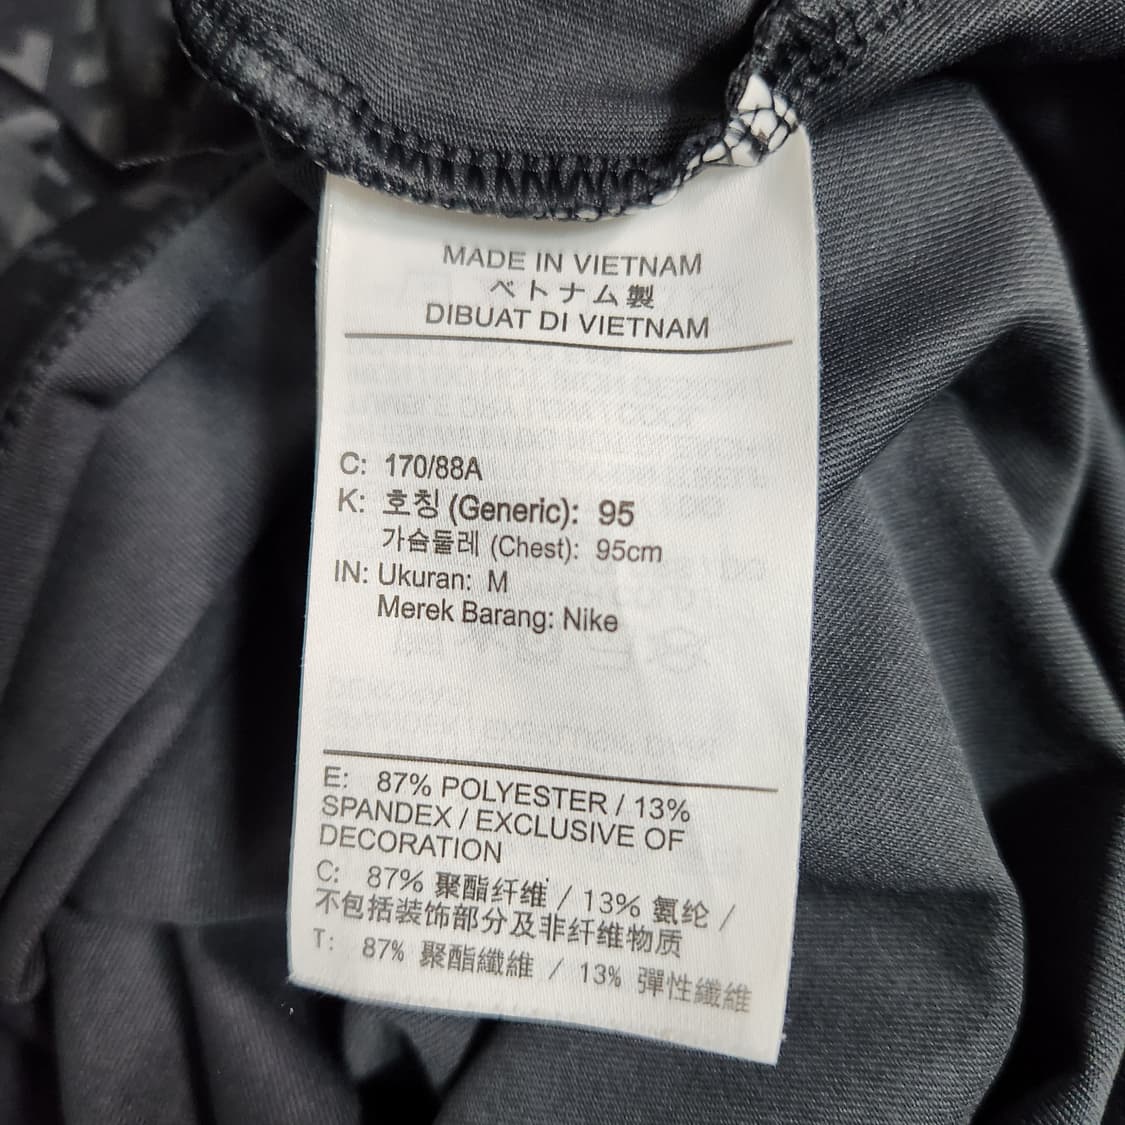 MADE IN VIETNAM
ベトナム製
DIBUAT DI VIETNAM
C: 170/88A
K: 호칭 (Generic): 95
가슴둘레 (Chest): 95cm
IN: Ukuran: M
Merek Barang: Nike
E: 87% POLYESTER / 13%
SPANDEX / EXCLUSIVE OF
DECORATION
C: 87% 聚酯纤维 / 13% 氨纶 /
不包括装饰部分及非纤维物质
T: 87% 聚酯纖維 / 13% 彈性纖維